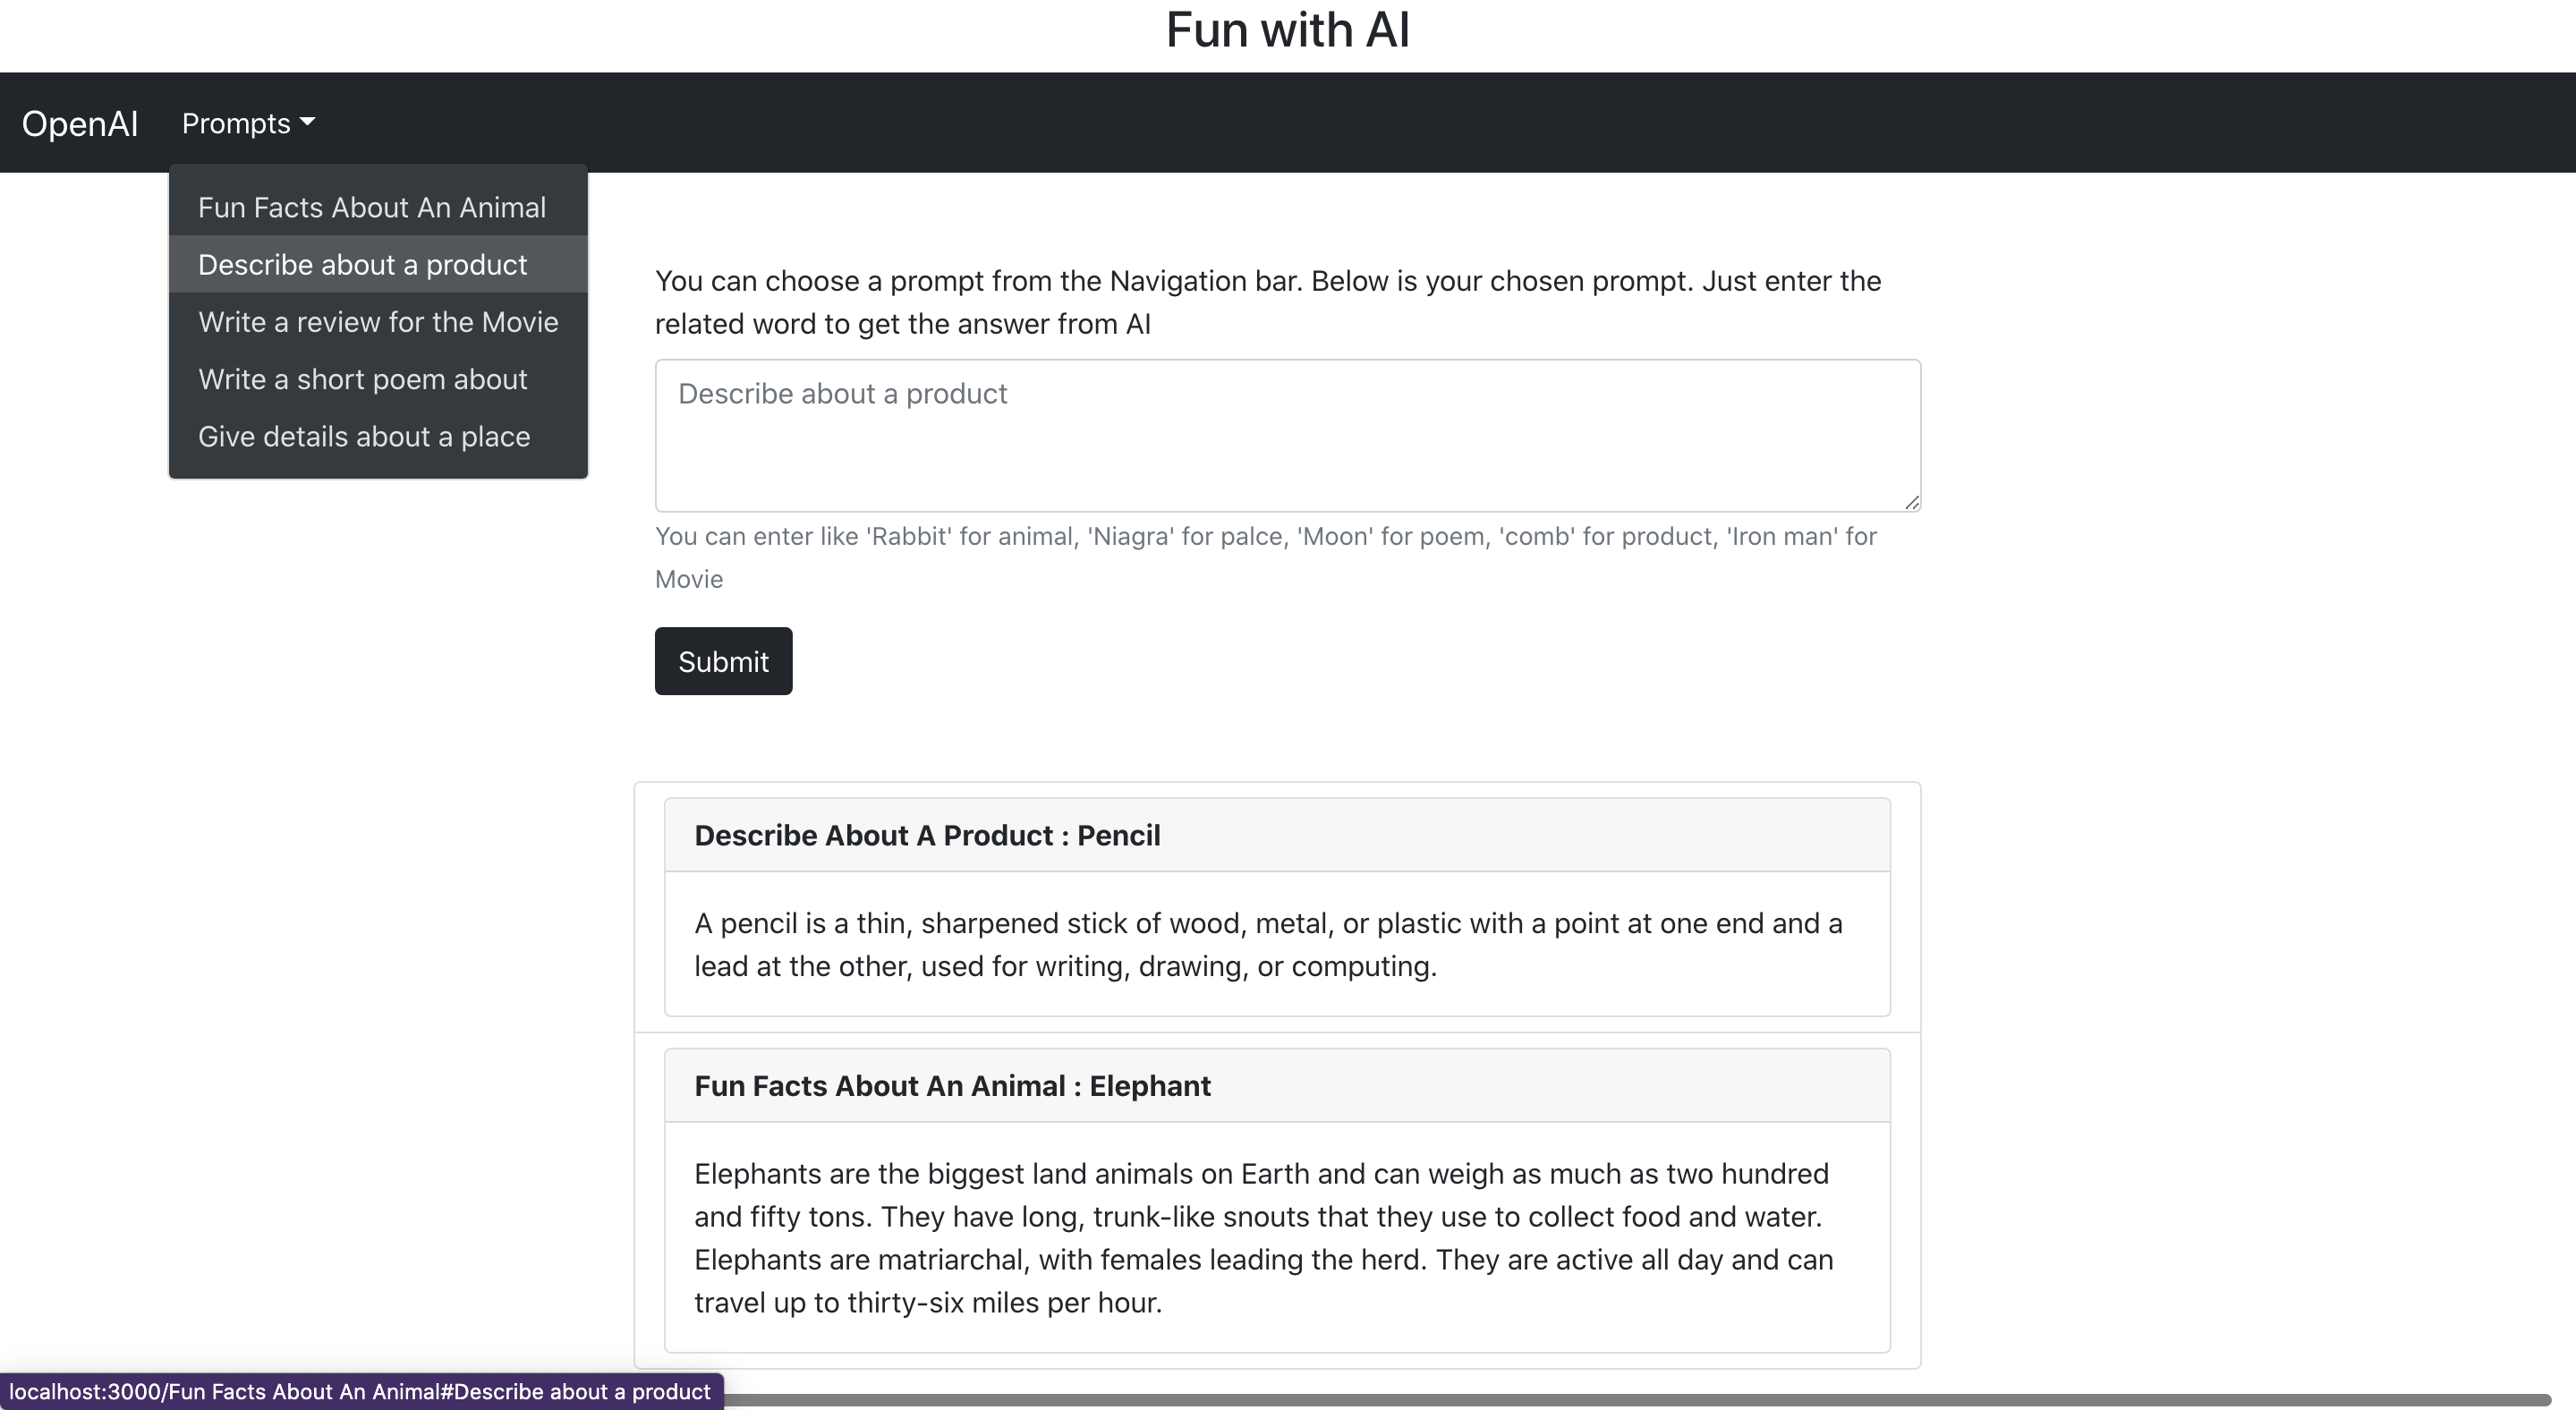 Fun with AI
OpenAI
Prompts
Fun Facts About An Animal
Describe about a product
Write a review for the Movie
Write a short poem about
Give details about a place
You can choose a prompt from the Navigation bar. Below is your chosen prompt. Just enter the
related word to get the answer from AI
Describe about a product
You can enter like 'Rabbit' for animal, 'Niagra' for palce, 'Moon' for poem, 'comb' for product, 'Iron man' for
Movie
Submit
Describe About A Product : Pencil
A pencil is a thin, sharpened stick of wood, metal, or plastic with a point at one end and a
lead at the other, used for writing, drawing, or computing.
Fun Facts About An Animal : Elephant
Elephants are the biggest land animals on Earth and can weigh as much as two hundred
and fifty tons. They have long, trunk-like snouts that they use to collect food and water.
Elephants are matriarchal, with females leading the herd. They are active all day and can
travel up to thirty-six miles per hour.
localhost:3000/Fun Facts About An Animal#Describe about a product